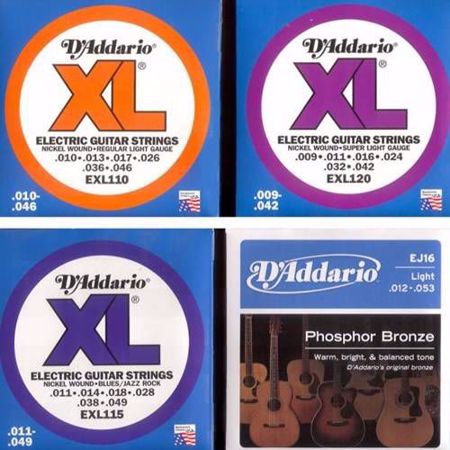 D'Addario
XL®
ELECTRIC GUITAR STRINGS
NICKEL WOUND•REGULAR LIGHT GAUGE
.010•.013•.017•.026
.036•.046
EXL110
.010-
.046
D'Addario
XL®
ELECTRIC GUITAR STRINGS
NICKEL WOUND•SUPER LIGHT GAUGE
.009•.011•.016•.024
.032•.042
EXL120
.009-
.042
D'Addario
XL®
ELECTRIC GUITAR STRINGS
NICKEL WOUND•BLUES/JAZZ ROCK
.011•.014•.018•.028
.038•.049
EXL115
.011-
.049
D'Addario®
EJ16
Light
.012-.053
Phosphor Bronze
Warm, bright, & balanced tone
D'Addario's original bronze